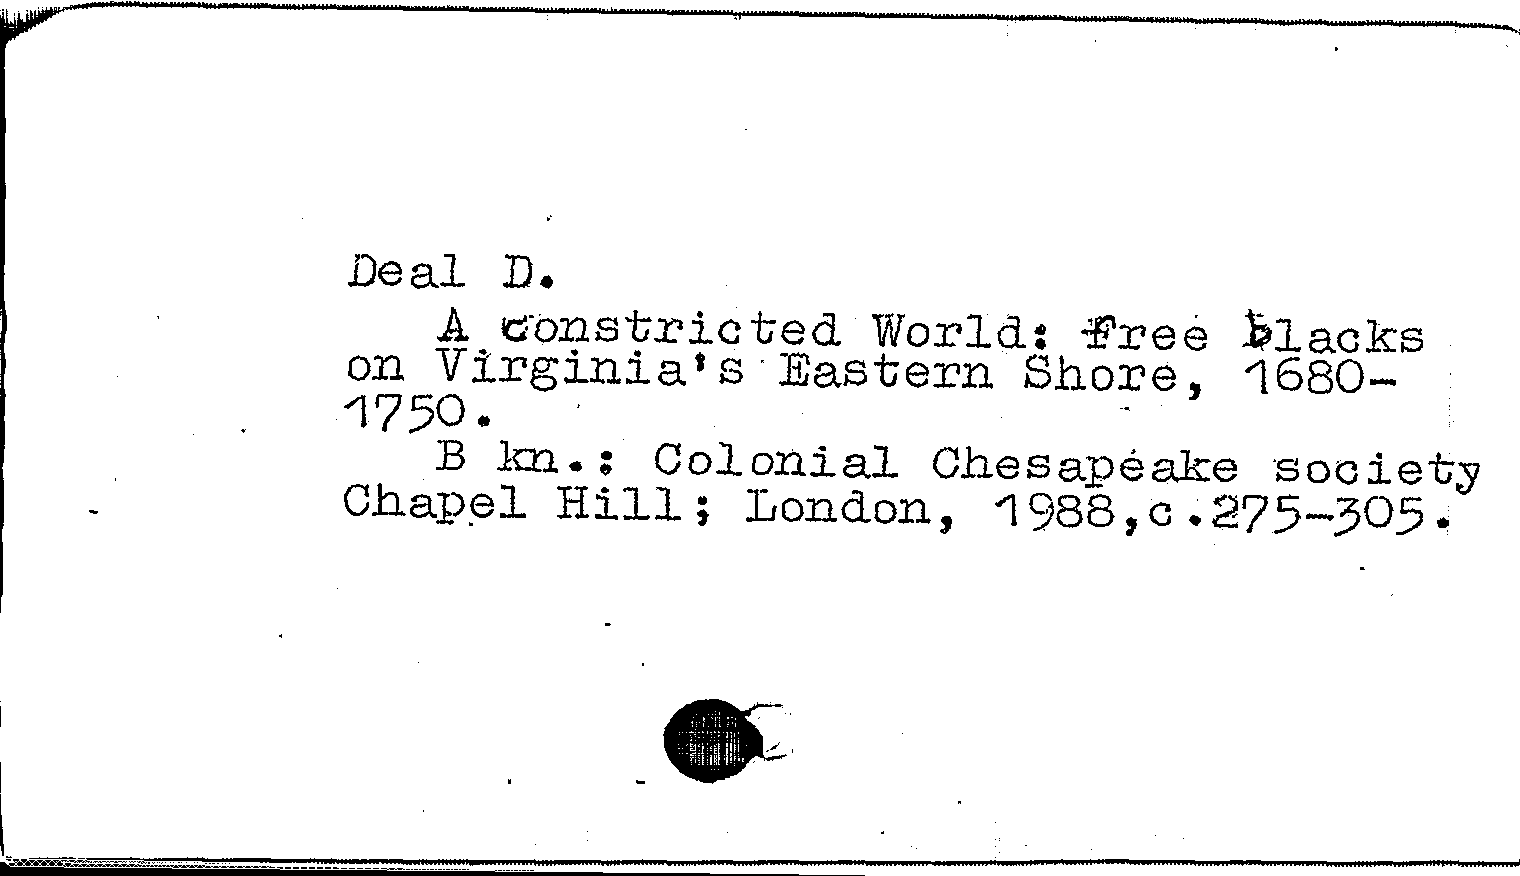 Deal D.
A constricted World: Free blacks
on Virginia's Eastern Shore, 1680-
1750.
В кн.: Colonial Chesapeake society
Chapel Hill; London, 1988,c.275-305.